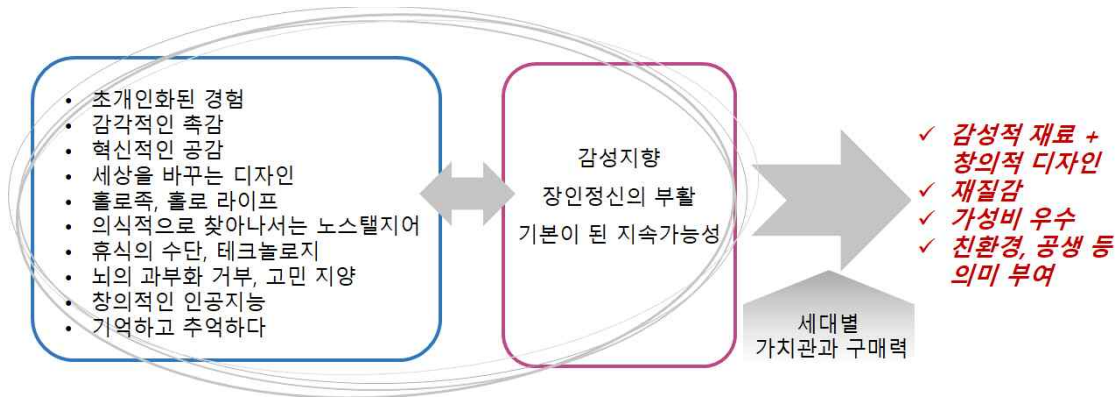 • 초개인화된 경험
• 감각적인 촉감
• 혁신적인 공감
• 세상을 바꾸는 디자인
• 홀로족, 홀로 라이프
• 의식적으로 찾아나서는 노스탤지어
• 휴식의 수단, 테크놀로지
• 뇌의 과부화 거부, 고민 지양
• 창의적인 인공지능
• 기억하고 추억하다
감성지향
장인정신의 부활
기본이 된 지속가능성
세대별
가치관과 구매력
✓ 감성적 재료 +
창의적 디자인
✓ 재질감
✓ 가성비 우수
✓ 친환경, 공생 등
의미 부여